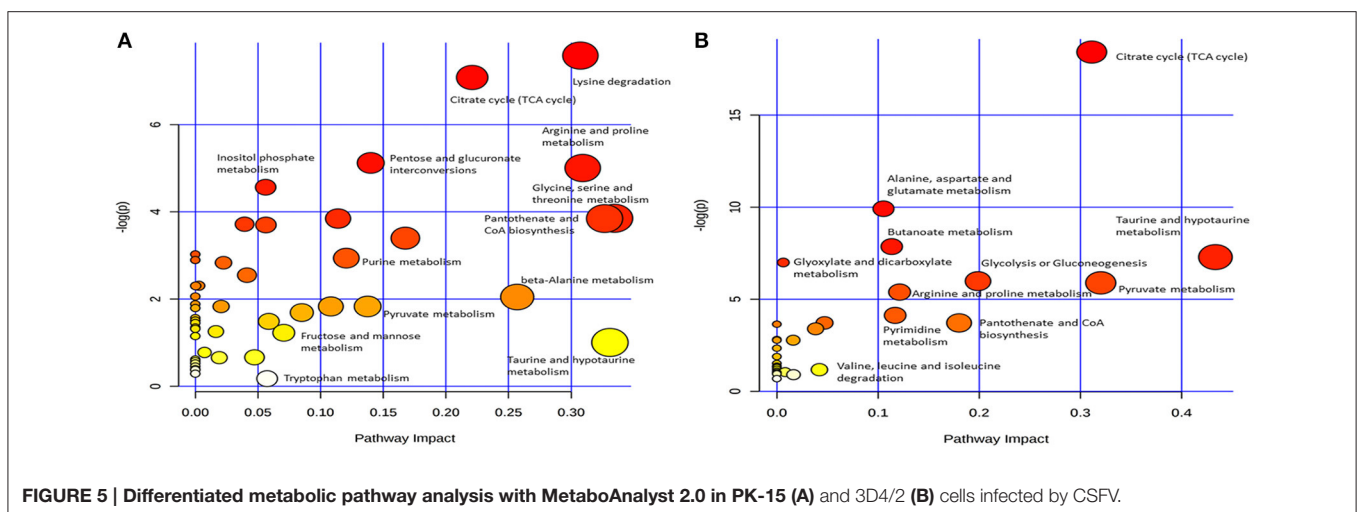 A
Lysine degradation
Citrate cycle (TCA cycle)
Arginine and proline
metabolism
Inositol phosphate
metabolism
Pentose and glucuronate
interconversions
Glycine, serine and
threonine metabolism
Pantothenate and
CoA biosynthesis
Purine metabolism
beta-Alanine metabolism
Pyruvate metabolism
Fructose and mannose
metabolism
Taurine and hypotaurine
metabolism
Tryptophan metabolism
6
4
2
0
-log(p)
0.00 0.05 0.10 0.15 0.20 0.25 0.30
Pathway Impact
B
Citrate cycle (TCA cycle)
Alanine, aspartate and
glutamate metabolism
Taurine and hypotaurine
metabolism
Butanoate metabolism
Glyoxylate and dicarboxylate
metabolism
Glycolysis or Gluconeogenesis
Pyruvate metabolism
Arginine and proline metabolism
Pyrimidine
metabolism
Pantothenate and CoA
biosynthesis
Valine, leucine and isoleucine
degradation
15
10
5
0
-log(p)
0.0 0.1 0.2 0.3 0.4
Pathway Impact
FIGURE 5 | Differentiated metabolic pathway analysis with MetaboAnalyst 2.0 in PK-15 (A) and 3D4/2 (B) cells infected by CSFV.